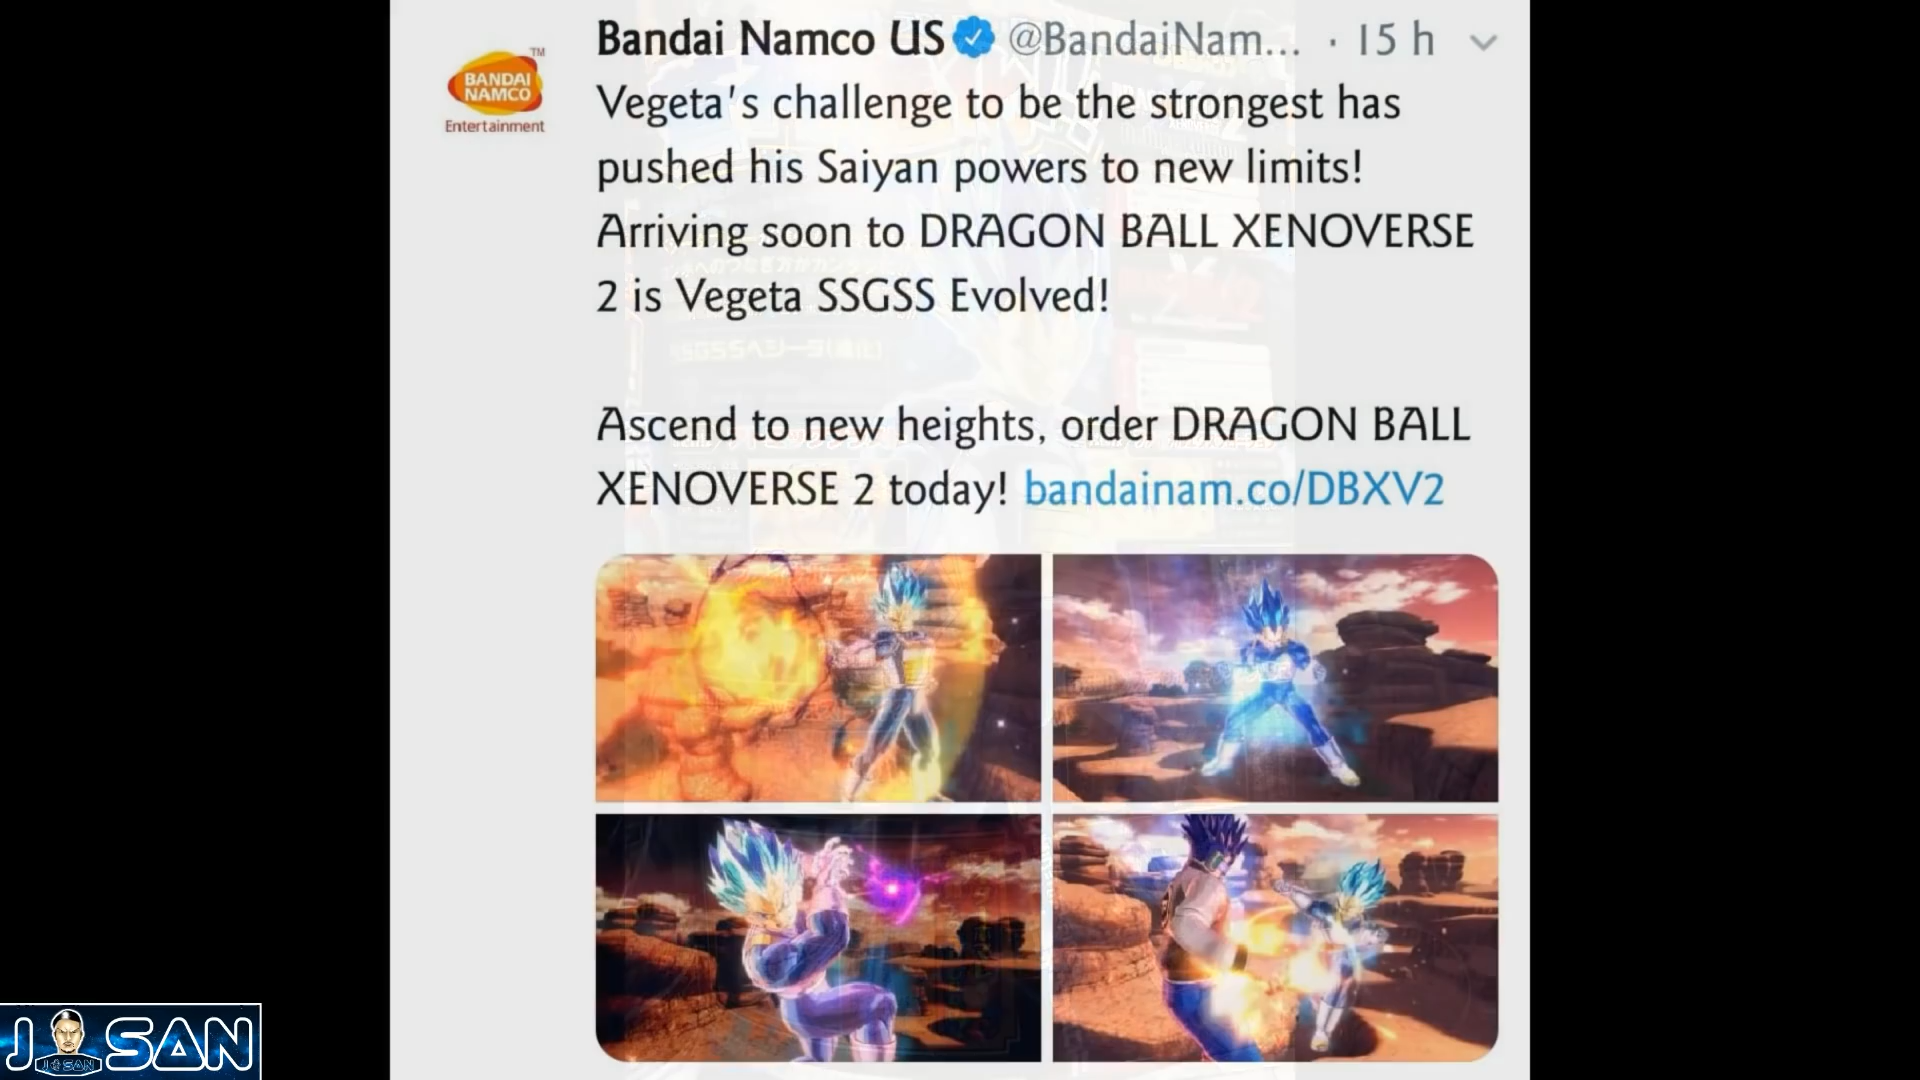 Bandai Namco US @BandaiNam... · 15 h
BANDAI
NAMCO
TM
Entertainment
Vegeta's challenge to be the strongest has
pushed his Saiyan powers to new limits!
Arriving soon to DRAGON BALL XENOVERSE
2 is Vegeta SSGSS Evolved!
Ascend to new heights, order DRAGON BALL
XENOVERSE 2 today! bandainam.co/DBXV2
J SAN
J SAN